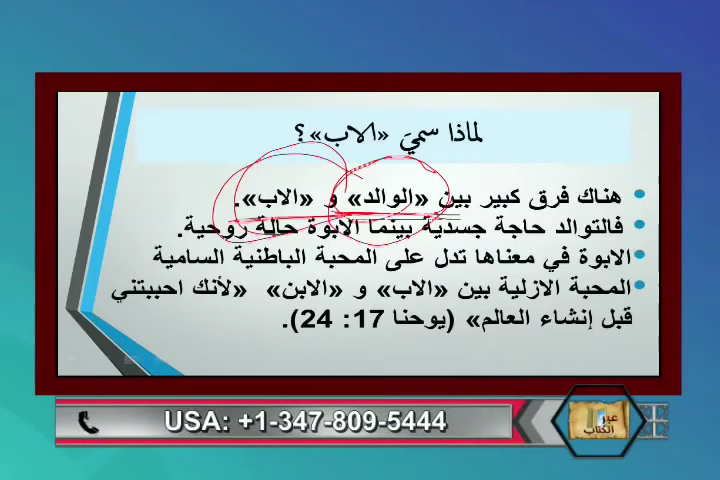 لماذا سمي «الاب»؟
هناك فرق كبير بين «الوالد» و «الاب».
فالتوالد حاجة جسدية بينما الابوة حالة روحية.
الابوة في معناها تدل على المحبة الباطنية السامية
المحبة الازلية بين «الاب» و «الابن» «لأنك احببتني
قبل إنشاء العالم» (يوحنا 17: 24).
USA: +1-347-809-5444
عبر
الكتاب